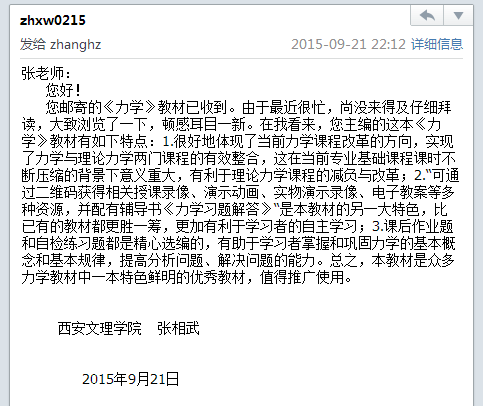 zhxw0215
发给 zhanghz 2015-09-21 22:12 详细信息
张老师：
您好！
您邮寄的《力学》教材已收到。由于最近很忙，尚没来得及仔细拜
读，大致浏览了一下，顿感耳目一新。在我看来，您主编的这本《力
学》教材有如下特点：1.很好地体现了当前力学课程改革的方向，实现
了力学与理论力学两门课程的有效整合，这在当前专业基础课程课时不
断压缩的背景下意义重大，有利于理论力学课程的减负与改革；2."可通
过二维码获得相关授课录像、演示动画、实物演示录像、电子教案等多
种资源，并配有辅导书《力学习题解答》"是本教材的另一大特色，比
已有的教材都更胜一筹，更加有利于学习者的自主学习；3.课后作业题
和自检练习题都是精心选编的，有助于学习者掌握和巩固力学的基本概
念和基本规律，提高分析问题、解决问题的能力。总之，本教材是众多
力学教材中一本特色鲜明的优秀教材，值得推广使用。
西安文理学院 张相武
2015年9月21日